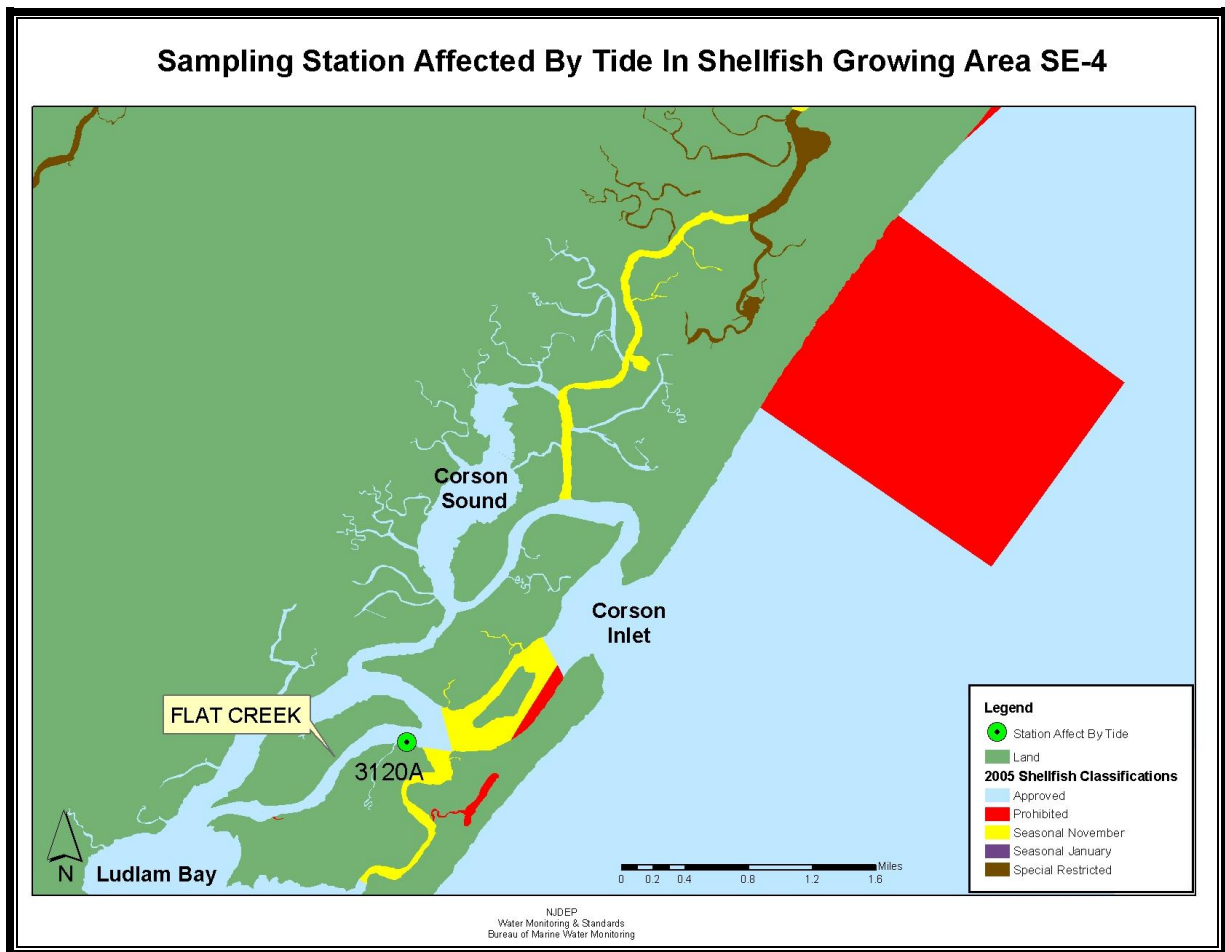 Sampling Station Affected By Tide In Shellfish Growing Area SE-4
Corson
Sound
Corson
Inlet
FLAT CREEK
3120A
N
Ludlam Bay
Miles
0 0.2 0.4 0.8 1.2 1.6
Legend
Station Affect By Tide
Land
2005 Shellfish Classifications
Approved
Prohibited
Seasonal November
Seasonal January
Special Restricted
NJDEP
Water Monitoring & Standards
Bureau of Marine Water Monitoring